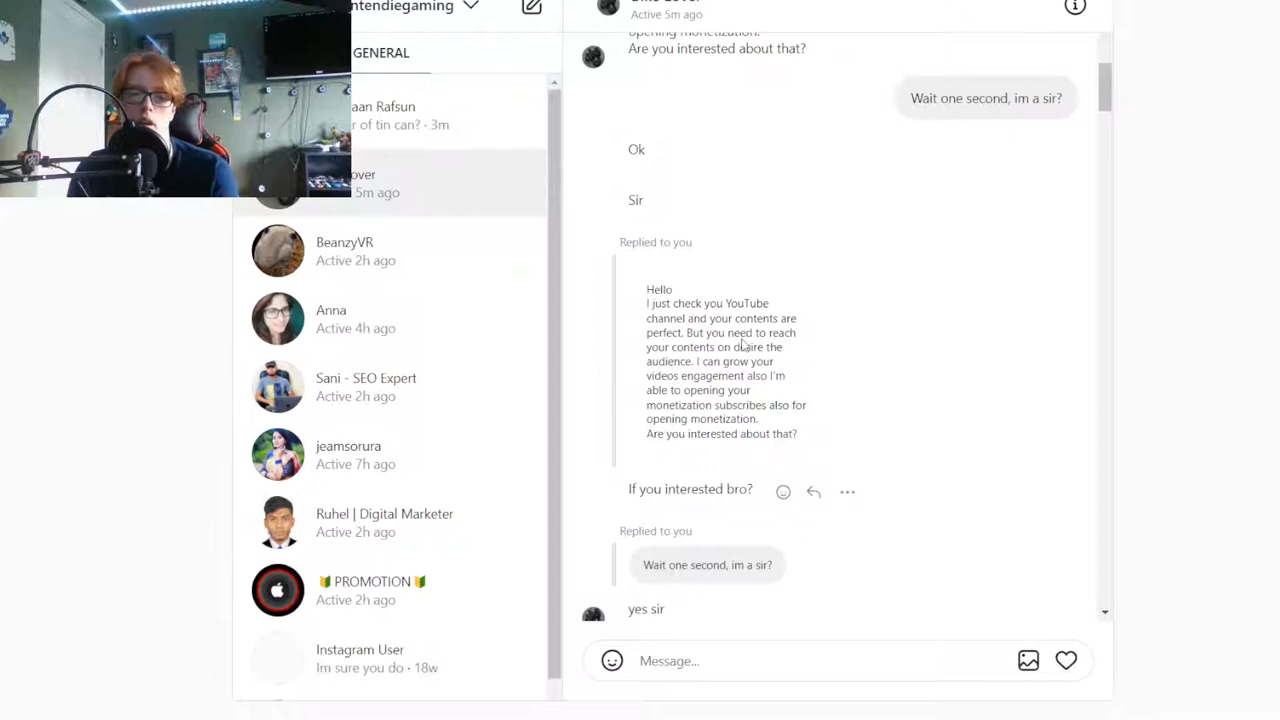 ntendiegaming
GENERAL
aan Rafsun
r of tin can? · 3m
over
5m ago
BeanzyVR
Active 2h ago
Anna
Active 4h ago
Sani - SEO Expert
Active 2h ago
jeamsorura
Active 7h ago
Ruhel | Digital Marketer
Active 2h ago
🔰 PROMOTION 🔰
Active 2h ago
Instagram User
Im sure you do · 18w
Active 5m ago
opening monetization.
Are you interested about that?
Wait one second, im a sir?
Ok
Sir
Replied to you
Hello
I just check you YouTube
channel and your contents are
perfect. But you need to reach
your contents on desire the
audience. I can grow your
videos engagement also I'm
able to opening your
monetization subscribes also for
opening monetization.
Are you interested about that?
If you interested bro?
Replied to you
Wait one second, im a sir?
yes sir
Message...